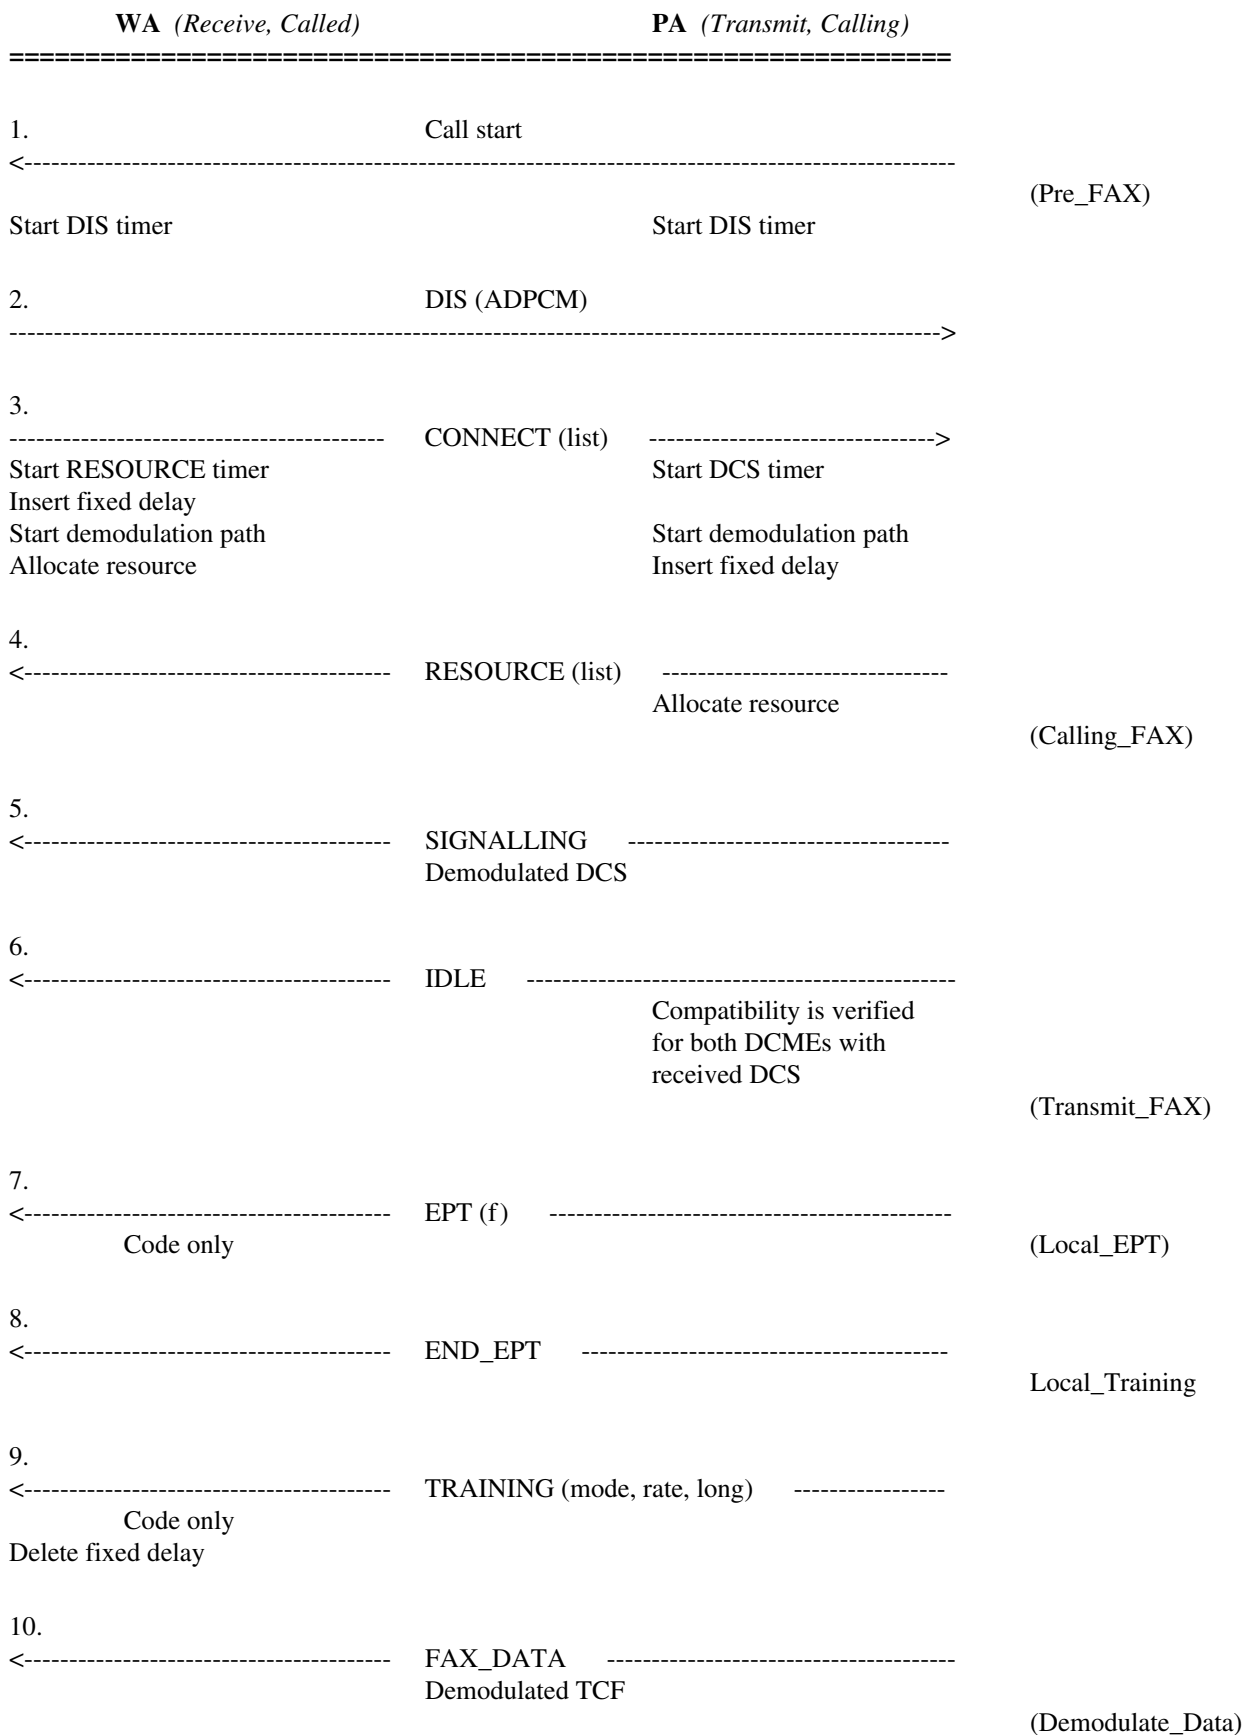 WA (Receive, Called) PA (Transmit, Calling)
==============================================================
1. Call start
<--------------------------------------------------------------------------------------------------------
(Pre_FAX)
Start DIS timer Start DIS timer
2. DIS (ADPCM)
-------------------------------------------------------------------------------------------------------->
3.
------------------------------------------ CONNECT (list) -------------------------------->
Start RESOURCE timer Start DCS timer
Insert fixed delay
Start demodulation path Start demodulation path
Allocate resource Insert fixed delay
4.
<----------------------------------------- RESOURCE (list) --------------------------------
Allocate resource
(Calling_FAX)
5.
<----------------------------------------- SIGNALLING ------------------------------------
Demodulated DCS
6.
<----------------------------------------- IDLE ------------------------------------------------
Compatibility is verified
for both DCMEs with
received DCS
(Transmit_FAX)
7.
<----------------------------------------- EPT (f) ---------------------------------------------
Code only (Local_EPT)
8.
<----------------------------------------- END_EPT -----------------------------------------
Local_Training
9.
<----------------------------------------- TRAINING (mode, rate, long) -----------------
Code only
Delete fixed delay
10.
<----------------------------------------- FAX_DATA ---------------------------------------
Demodulated TCF
(Demodulate_Data)